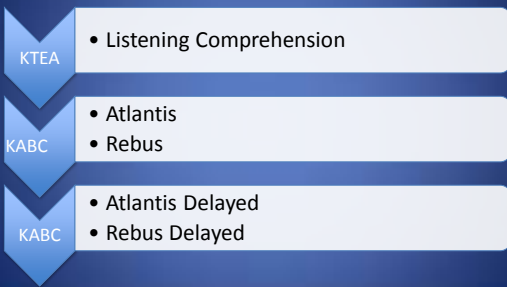 KTEA
• Listening Comprehension
KABC
• Atlantis
• Rebus
KABC
• Atlantis Delayed
• Rebus Delayed